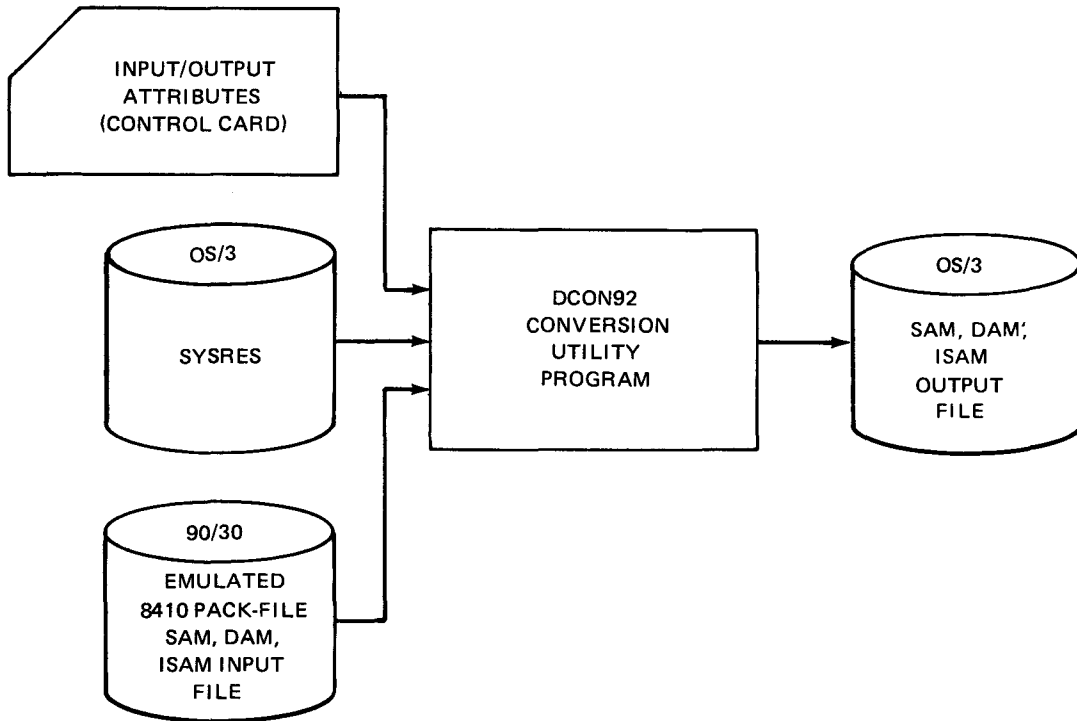 INPUT/OUTPUT
ATTRIBUTES
(CONTROL CARD)
OS/3
SYSRES
90/30
EMULATED
8410 PACK-FILE
SAM, DAM,
ISAM INPUT
FILE
DCON92
CONVERSION
UTILITY
PROGRAM
OS/3
SAM, DAM,
ISAM
OUTPUT
FILE